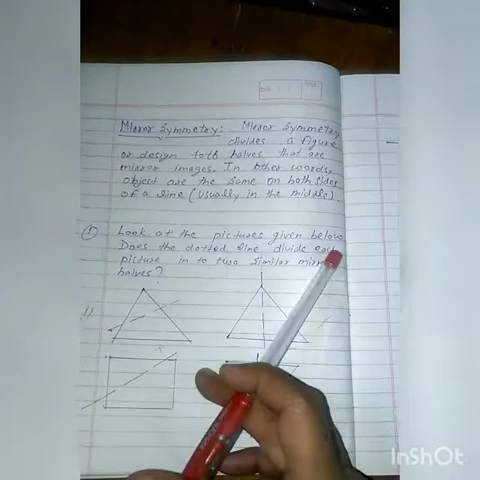 Mirror Symmetry: Mirror Symmetry
divides a figure
or design halves that are
mirror images. In other words,
object are the same on both sides
of a line (usually in the middle).
① Look at the pictures given below
Does the dotted line divide each
picture in to two similar mirror
halves?
1)
x
InShOt